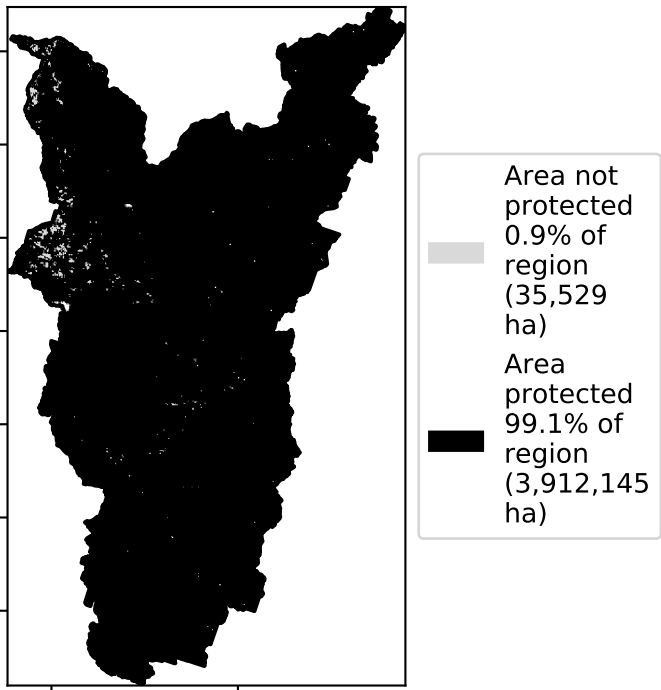 Area not
protected
0.9% of
region
(35,529
ha)
Area
protected
99.1% of
region
(3,912,145
ha)